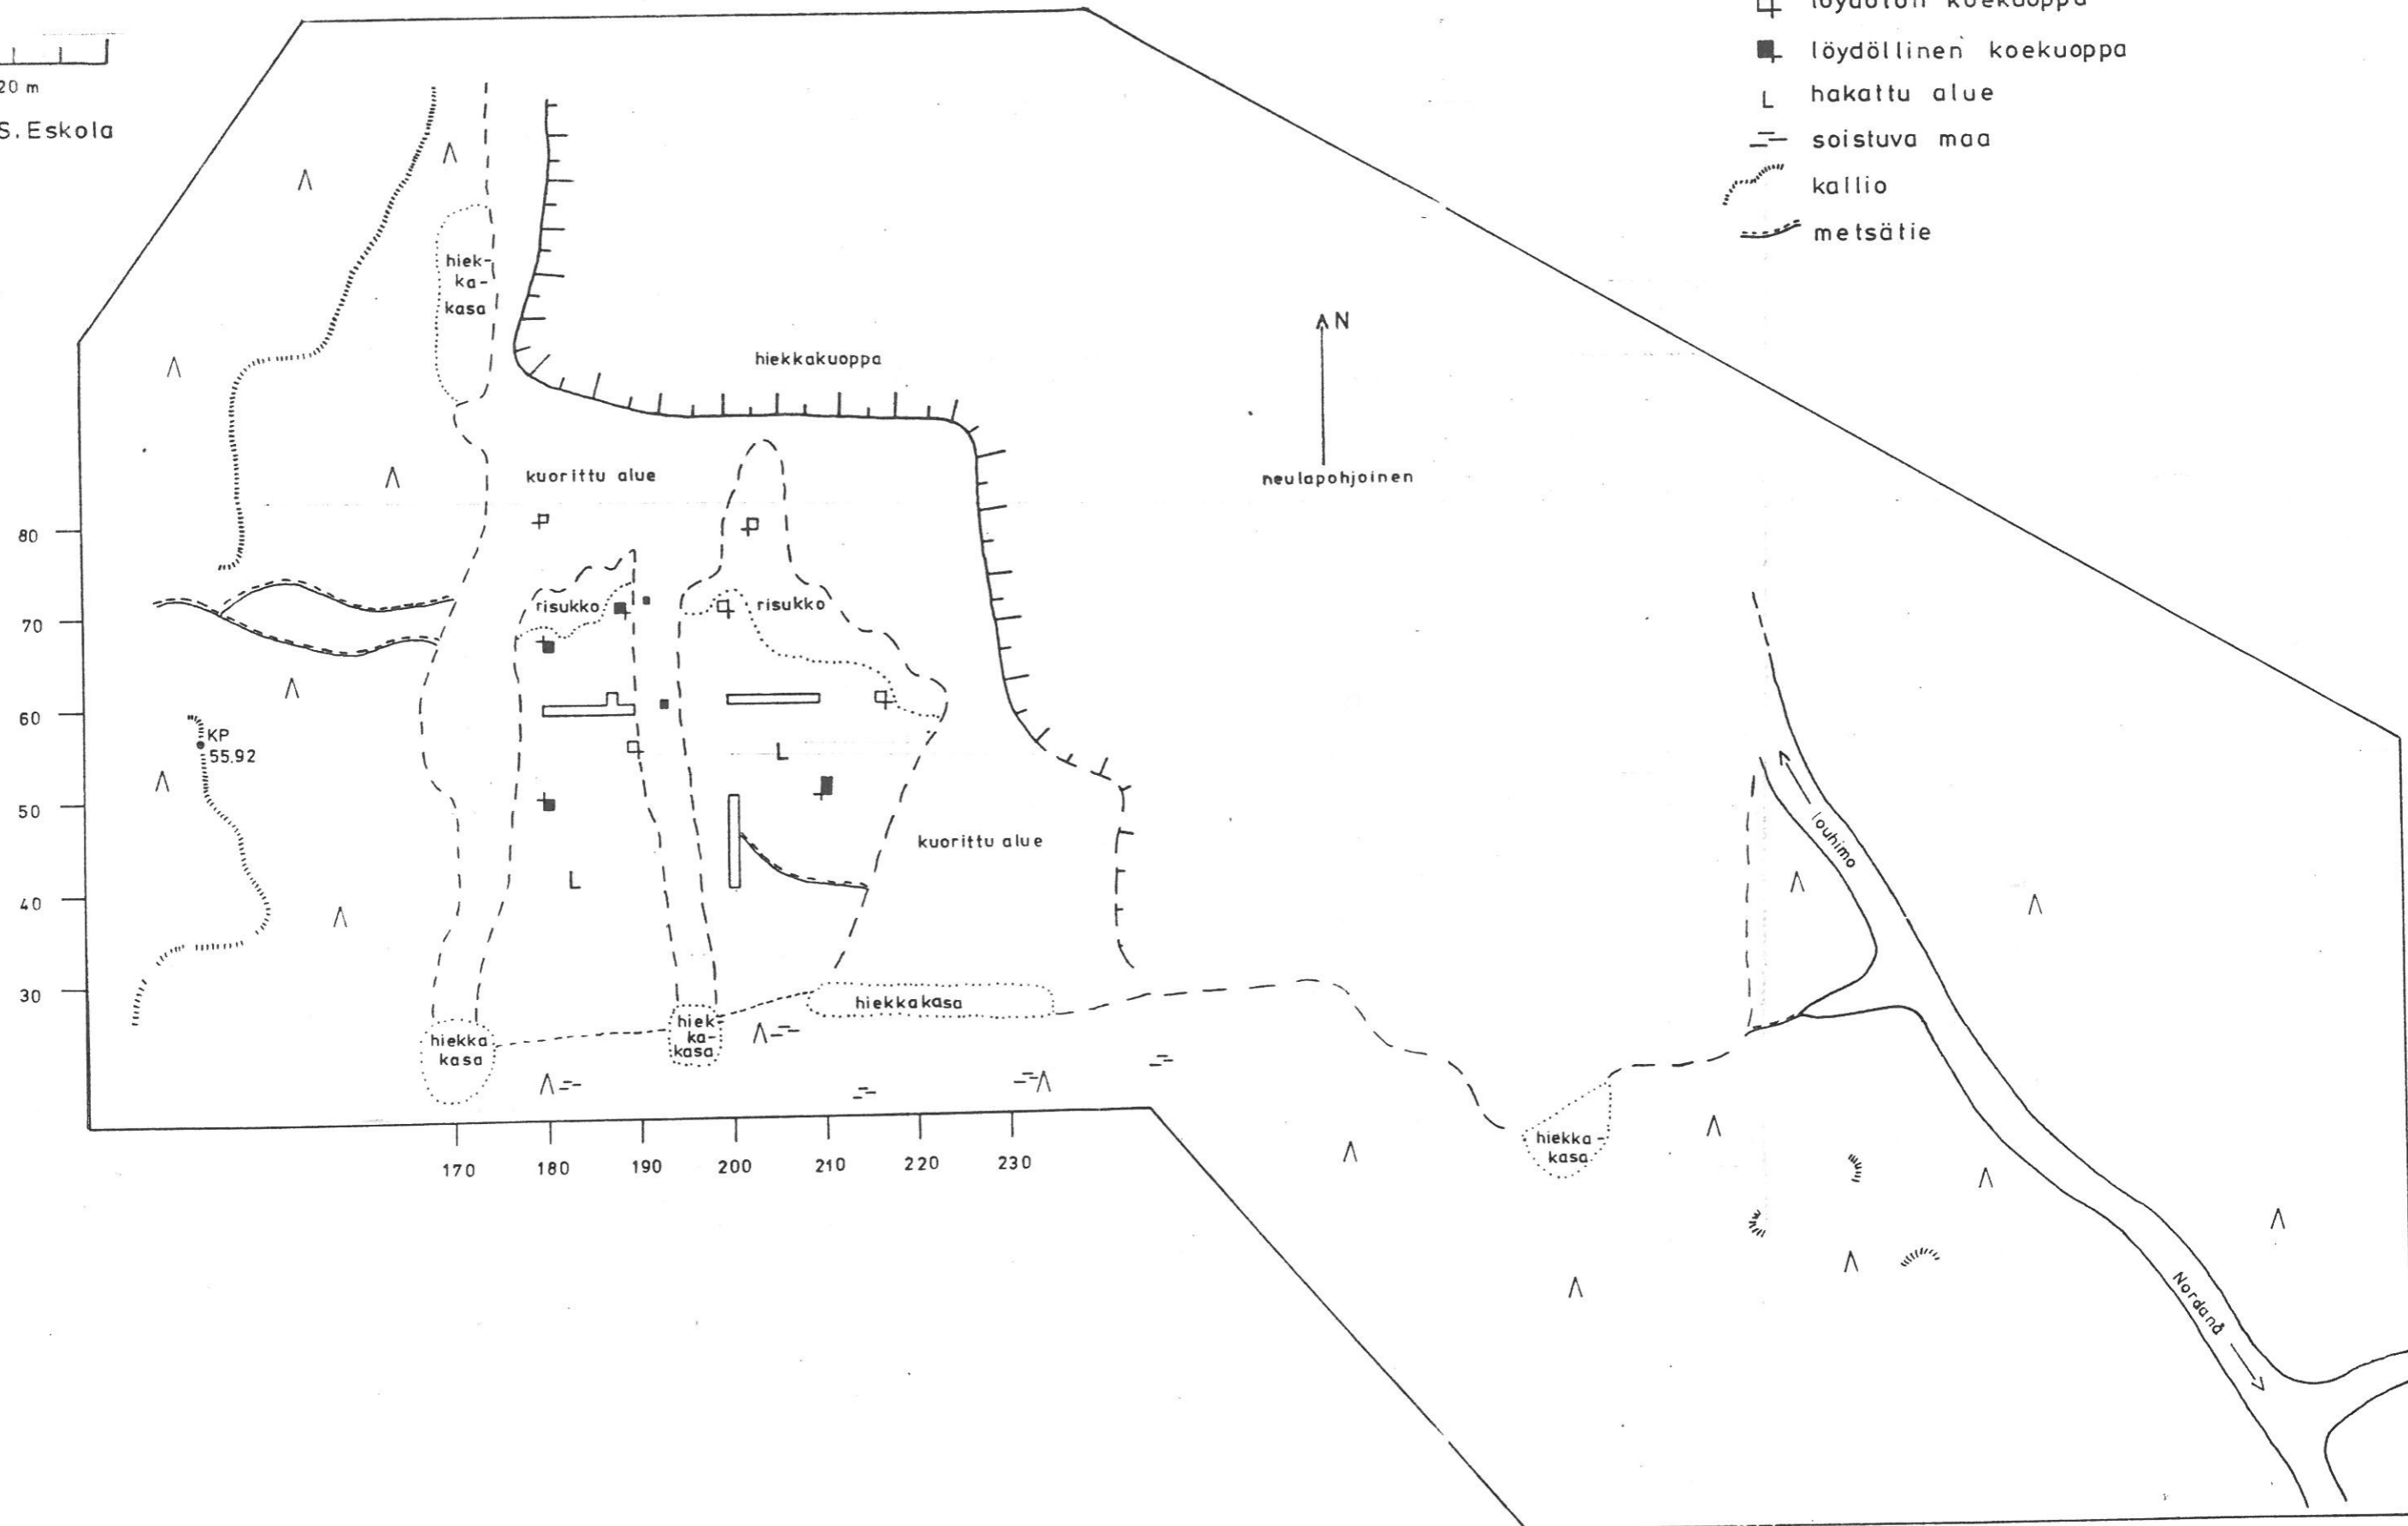 20 m
S. Eskola
löydötön koekuoppa
löydöllinen koekuoppa
L hakattu alue
soistuva maa
kallio
metsätie
hiek-
ka-
kasa
hiekkakuoppa
N
neulapohjoinen
kuorittu alue
80
70
60
50
40
30
risukko
risukko
KP
55.92
L
L
kuorittu alue
louhimo
hiekkakasa
hiekka
kasa
hiek-
ka-
kasa
hiekka-
kasa
170 180 190 200 210 220 230
Nordanå